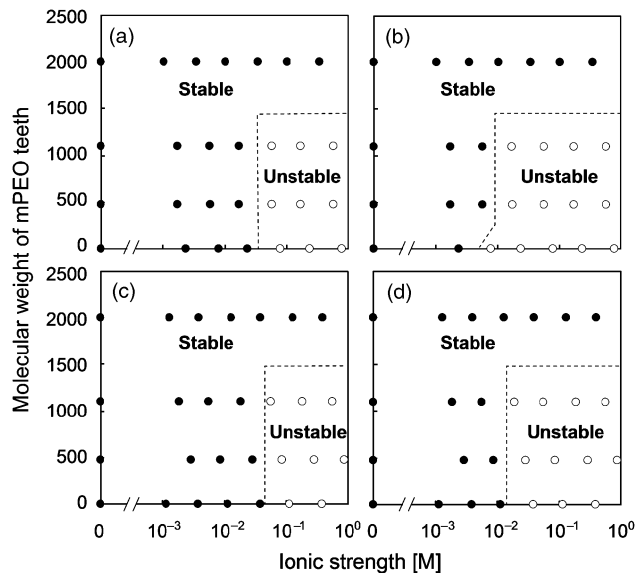 Molecular weight of mPEO teeth
2500
2000
1500
1000
500
0
(a)
Stable
Unstable
(b)
Stable
Unstable
2500
2000
1500
1000
500
0
(c)
Stable
Unstable
(d)
Stable
Unstable
0 10⁻³ 10⁻² 10⁻¹ 10⁰
0 10⁻³ 10⁻² 10⁻¹ 10⁰
Ionic strength [M]